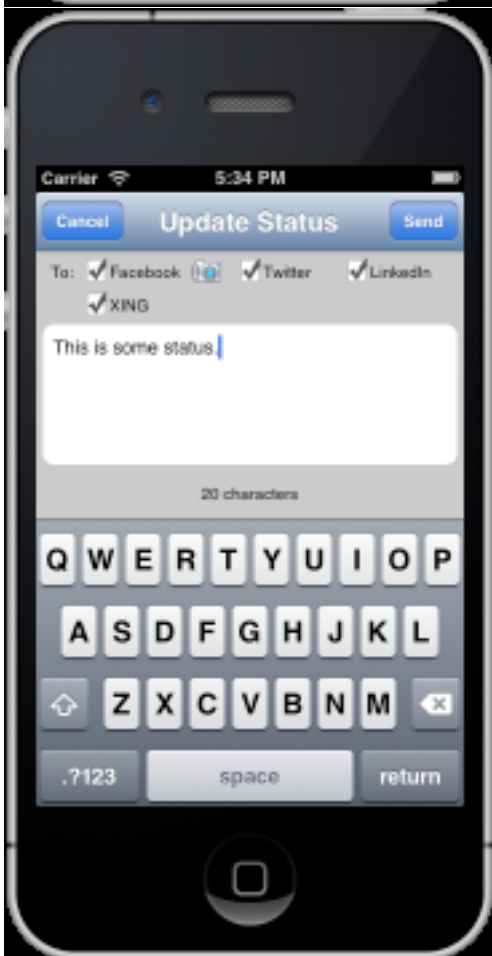 Carrier 5:34 PM
Cancel Update Status Send
To: Facebook Twitter LinkedIn
XING
This is some status.
20 characters
Q W E R T Y U I O P
A S D F G H J K L
Z X C V B N M
.?123 space return